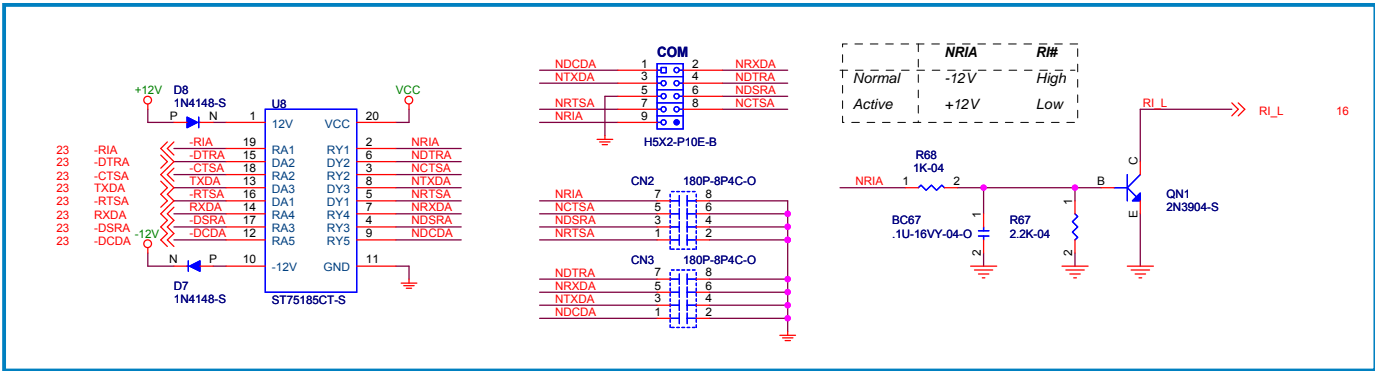 +12V
D8
1N4148-S
P N
U8
VCC
1 12V VCC 20
23 -RIA -RIA 19 RA1 RY1 2 NRIA
23 -DTRA -DTRA 15 DA2 DY2 6 NDTRA
23 -CTSA -CTSA 18 RA2 RY2 3 NCTSA
23 TXDA TXDA 13 DA3 DY3 8 NTXDA
23 -RTSA -RTSA 16 DA1 DY1 5 NRTSA
23 RXDA RXDA 14 RA4 RY4 7 NRXDA
23 -DSRA -DSRA 17 RA3 RY3 4 NDSRA
23 -DCDA -DCDA 12 RA5 RY5 9 NDCDA
-12V
N P
10 -12V GND 11
D7
1N4148-S
ST75185CT-S
COM
NDCDA 1 2 NRXDA
NTXDA 3 4 NDTRA
5 6 NDSRA
NRTSA 7 8 NCTSA
NRIA 9
H5X2-P10E-B
CN2 180P-8P4C-O
NRIA 7 8
NCTSA 5 6
NDSRA 3 4
NRTSA 1 2
CN3 180P-8P4C-O
NDTRA 7 8
NRXDA 5 6
NTXDA 3 4
NDCDA 1 2
NRIA RI#
Normal -12V High
Active +12V Low
RI_L RI_L 16
R68
1K-04
NRIA 1 2
B
C
E
QN1
2N3904-S
BC67
.1U-16VY-04-O
1
2
R67
2.2K-04
1
2